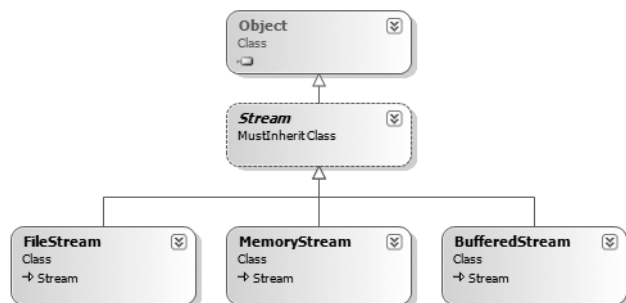 Object
Class
Stream
MustInherit Class
FileStream
Class
Stream
MemoryStream
Class
Stream
BufferedStream
Class
Stream